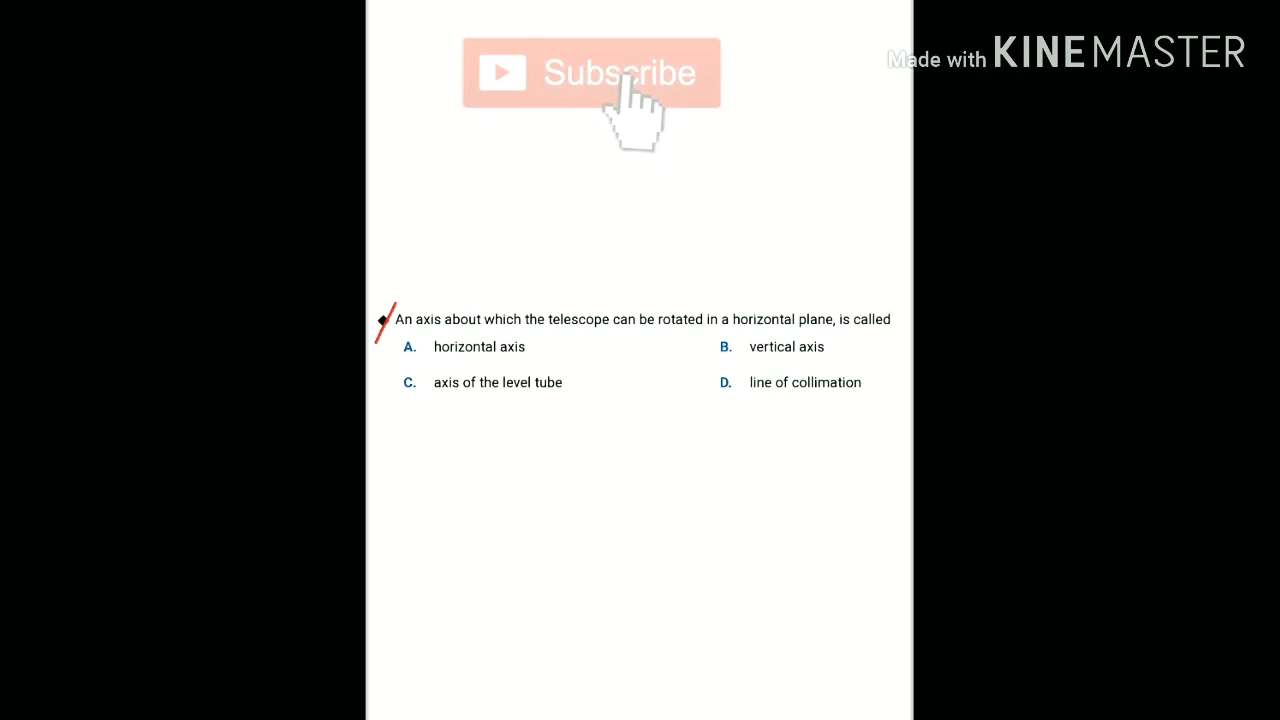 Subscribe
Made with KINEMASTER
An axis about which the telescope can be rotated in a horizontal plane, is called
A. horizontal axis B. vertical axis
C. axis of the level tube D. line of collimation